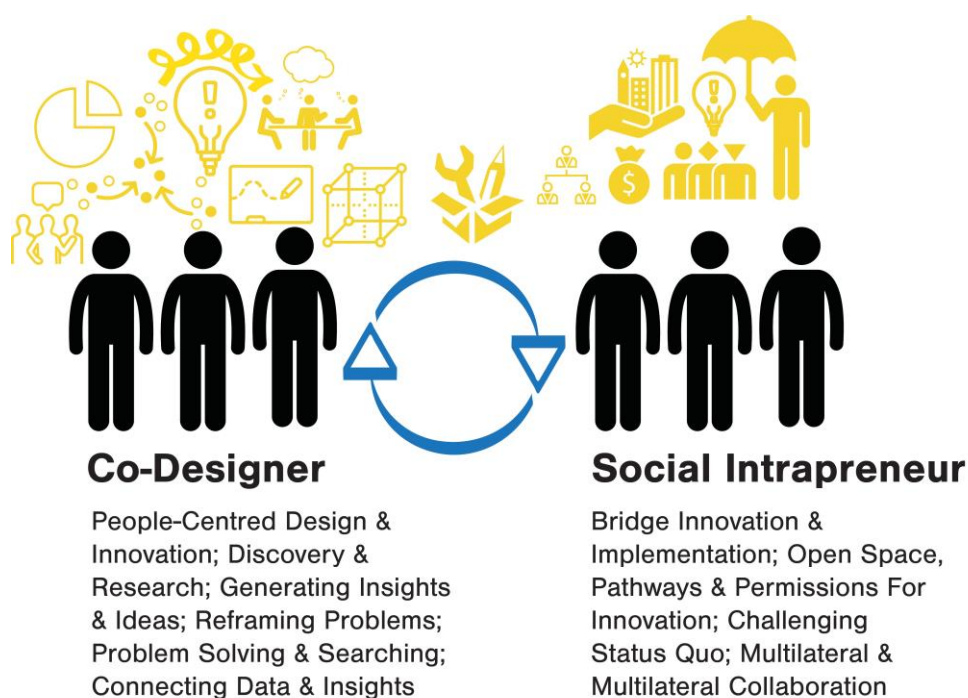 Co-Designer
People-Centred Design &
Innovation; Discovery &
Research; Generating Insights
& Ideas; Reframing Problems;
Problem Solving & Searching;
Connecting Data & Insights
Social Intrapreneur
Bridge Innovation &
Implementation; Open Space,
Pathways & Permissions For
Innovation; Challenging
Status Quo; Multilateral &
Multilateral Collaboration
$